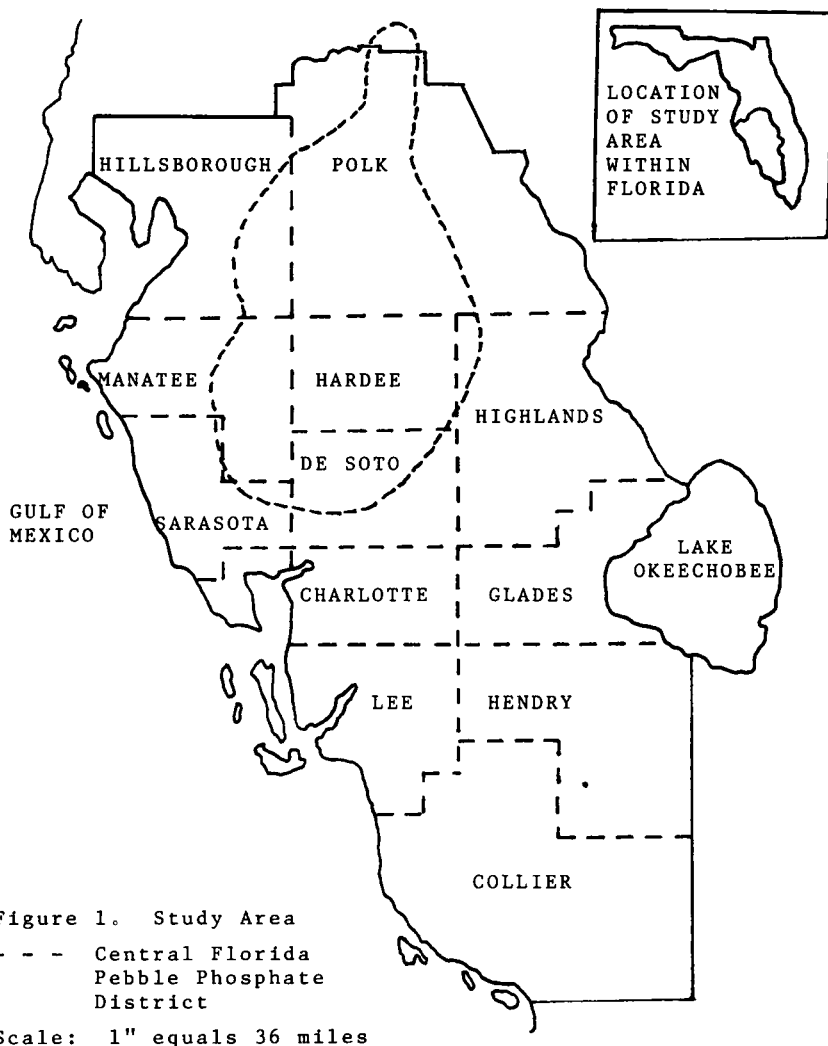 LOCATION
OF STUDY
AREA
WITHIN
FLORIDA
HILLSBOROUGH
POLK
MANATEE
HARDEE
HIGHLANDS
DE SOTO
GULF OF
MEXICO
SARASOTA
LAKE
OKEECHOBEE
CHARLOTTE
GLADES
LEE
HENDRY
COLLIER
Figure 1. Study Area
- - - Central Florida
Pebble Phosphate
District
Scale: 1" equals 36 miles